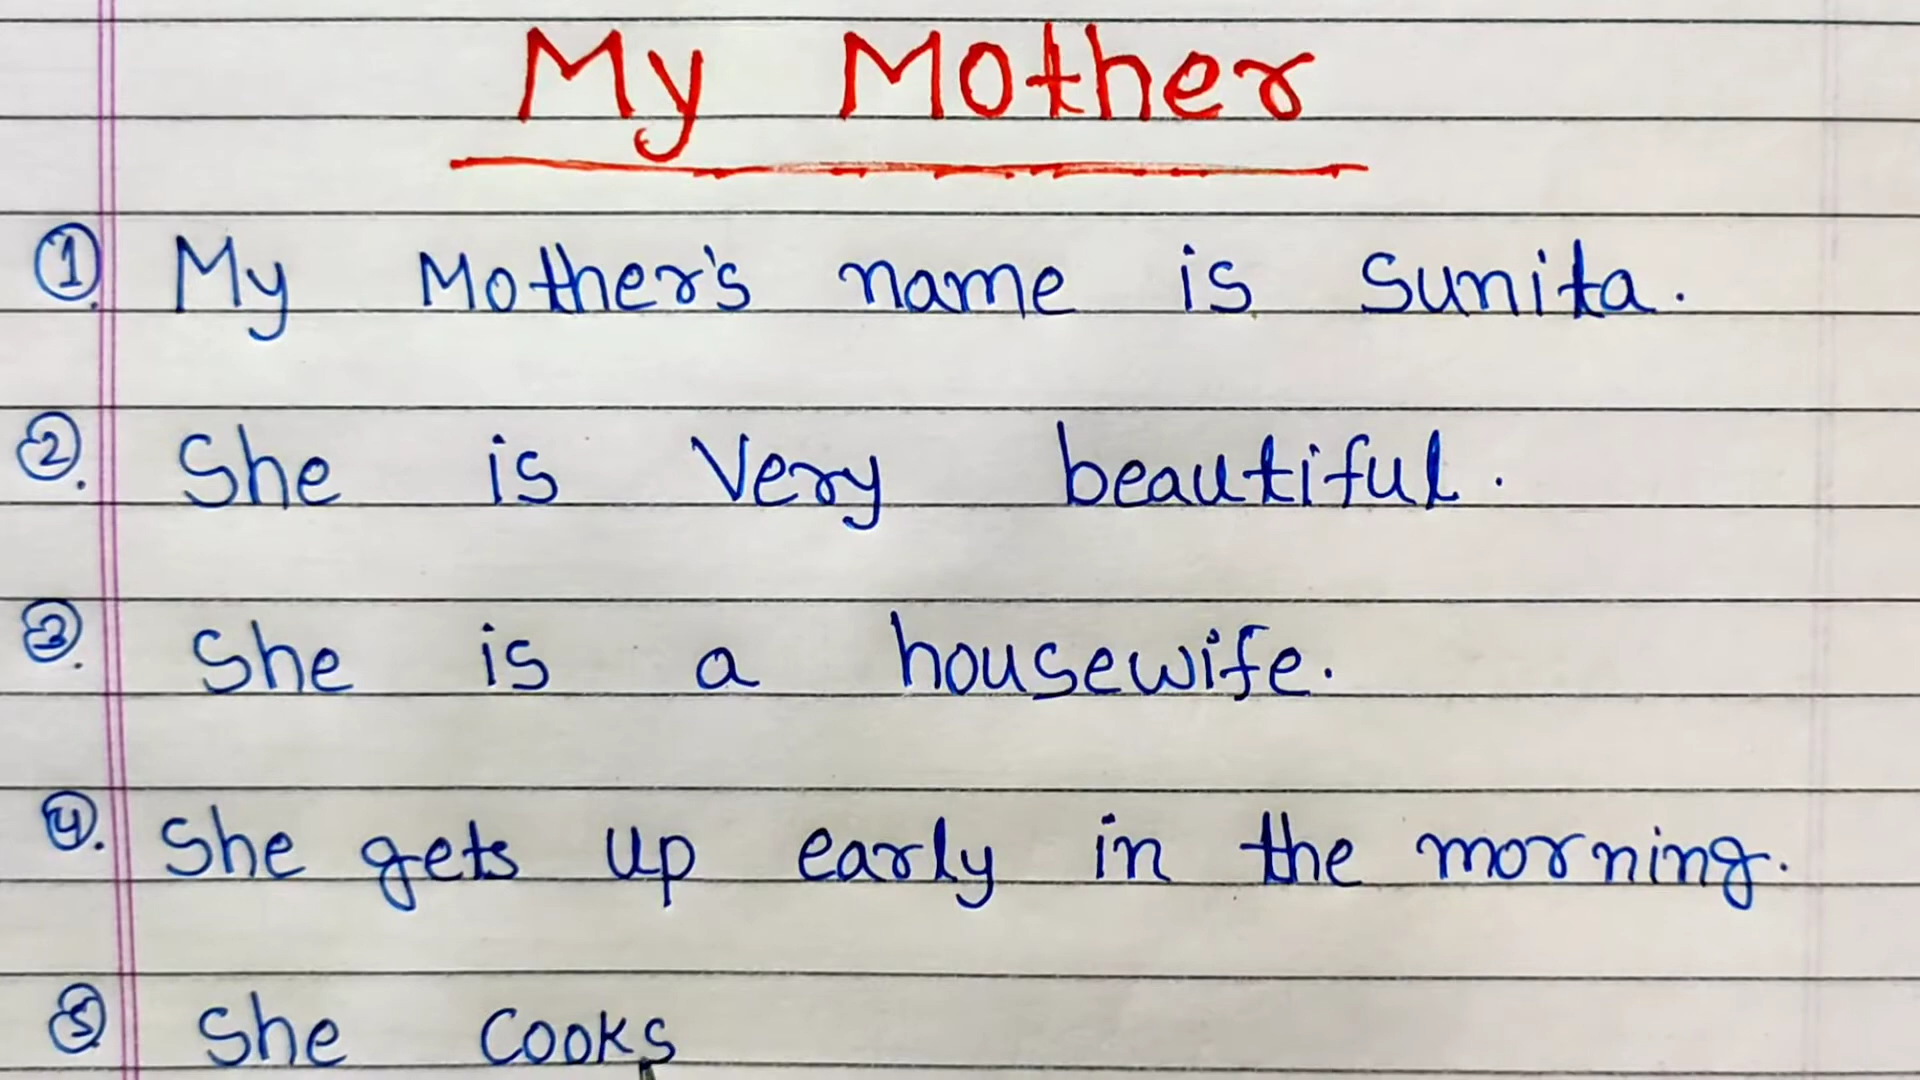 My Mother
1. My Mother's name is Sunita.
2. She is Very beautiful.
3. She is a housewife.
4. She gets up early in the morning.
5 She Cooks